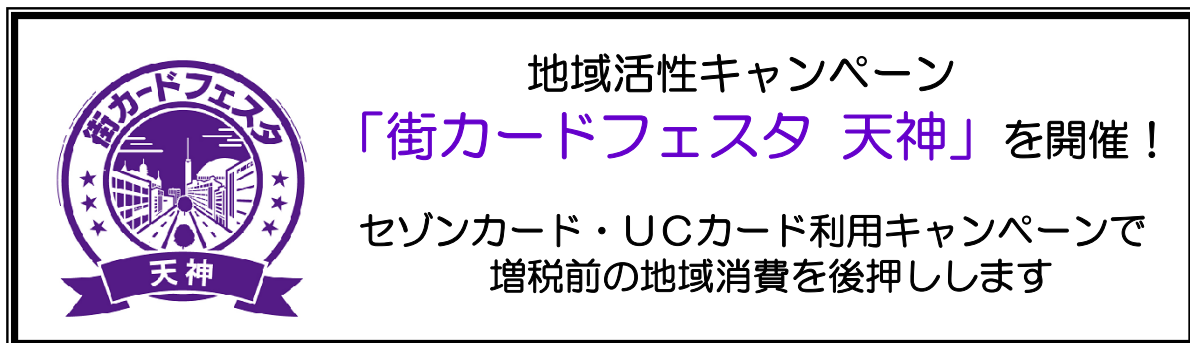 街カードフェスタ
天神
地域活性キャンペーン
「街カードフェスタ 天神」を開催！
セゾンカード・ＵＣカード利用キャンペーンで
増税前の地域消費を後押しします